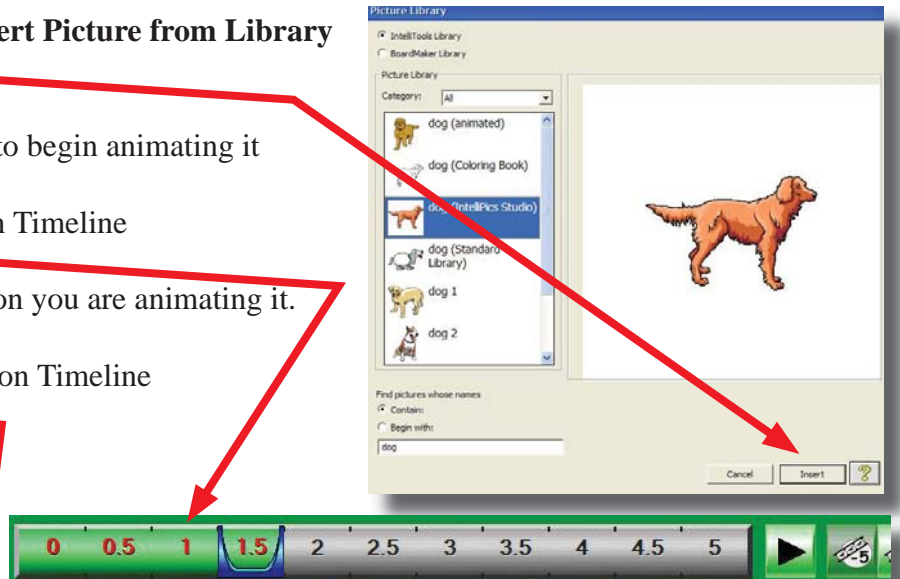 ert Picture from Library
to begin animating it
n Timeline
on you are animating it.
on Timeline
Picture Library
IntelliTools Library
BoardMaker Library
Picture Library
Category: All
dog (animated)
dog (Coloring Book)
dog (IntelliPics Studio)
dog (Standard
Library)
dog 1
dog 2
Find pictures whose names
Contain:
Begin with:
dog
Cancel Insert ?
0 0.5 1 1.5 2 2.5 3 3.5 4 4.5 5 -5